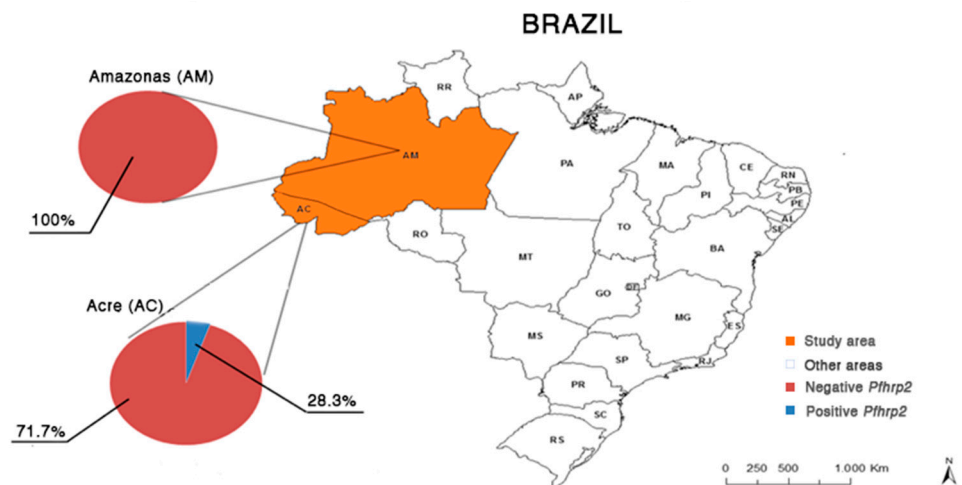 BRAZIL
Amazonas (AM)
100%
Acre (AC)
28.3%
71.7%
RR
AP
AM
PA
MA
CE
RN
PB
PE
AL
SE
PI
AC
RO
TO
BA
MT
GO
DF
MG
ES
MS
SP
RJ
PR
SC
RS
Study area
Other areas
Negative Pfhrp2
Positive Pfhrp2
N
0 250 500 1.000 Km